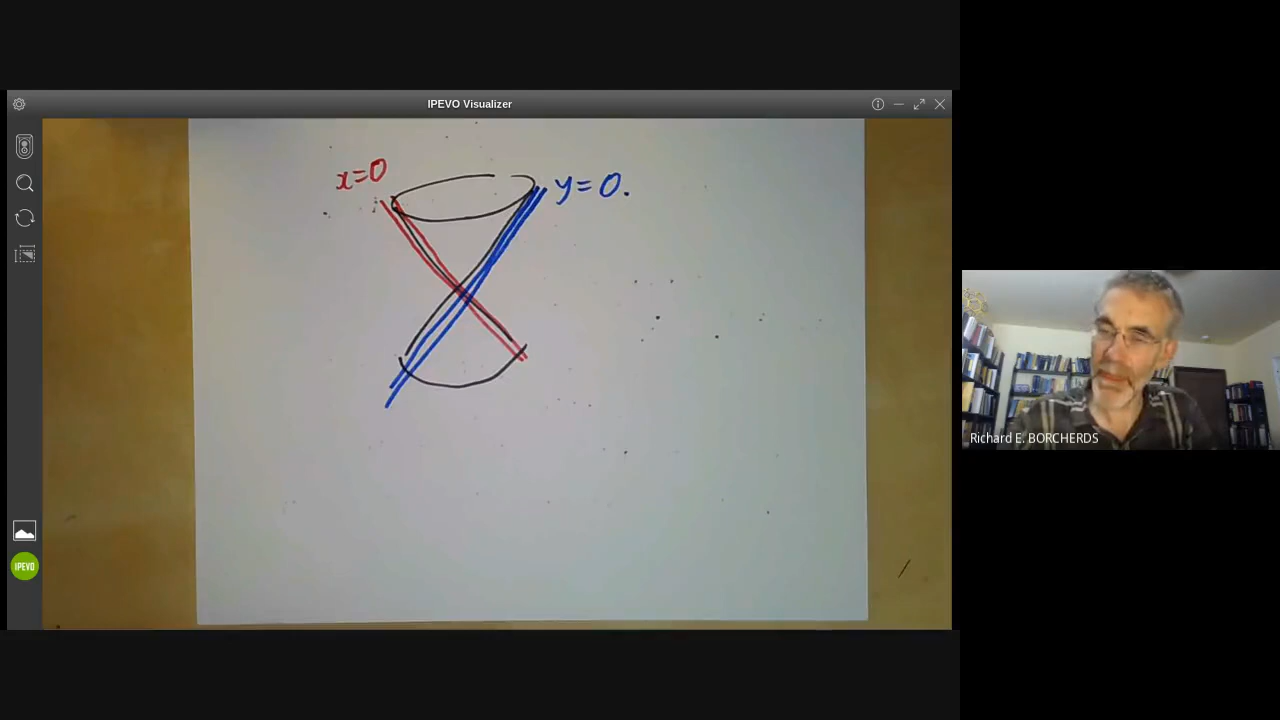 IPEVO Visualizer
x=0
y=0.
IPEVO
Richard E. BORCHERDS